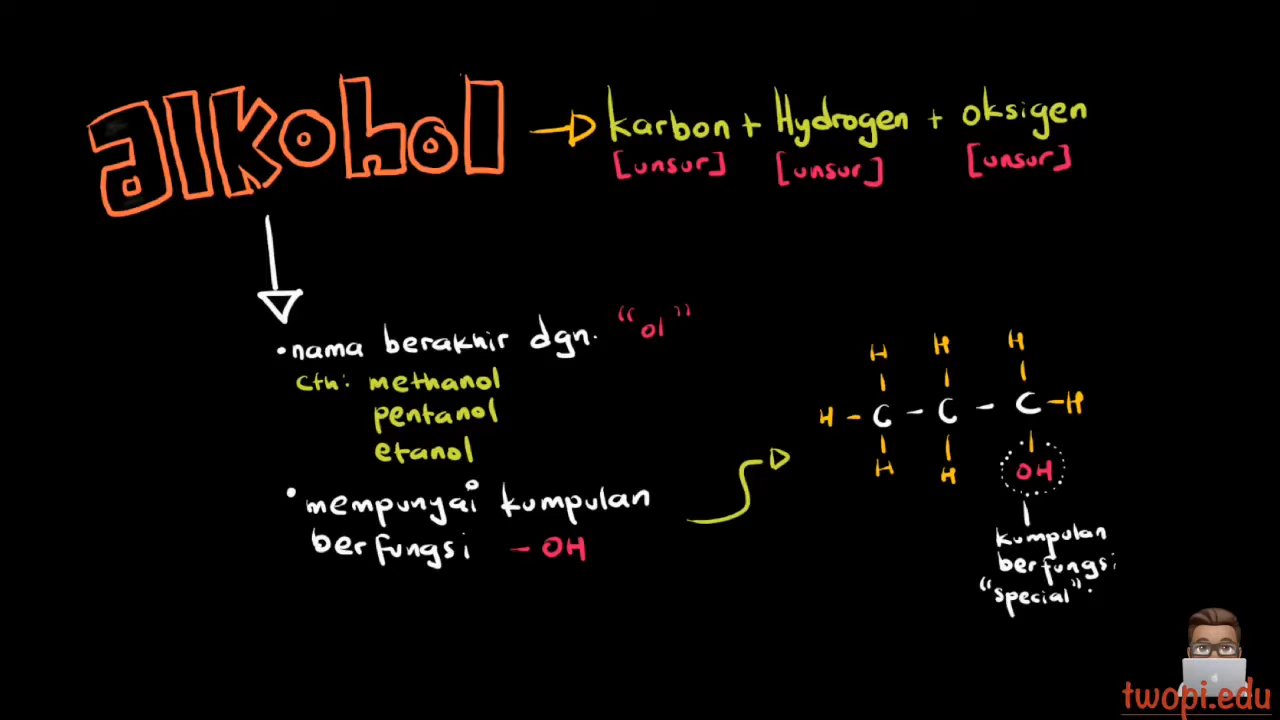 alkohol
karbon + Hydrogen + oksigen
[unsur] [unsur] [unsur]
• nama berakhir dgn. "ol"
cth: methanol
pentanol
etanol
• mempunyai kumpulan
berfungsi - OH
H H H
H - C - C - C - H
H H OH
kumpulan
berfungsi
"special".
twopi.edu